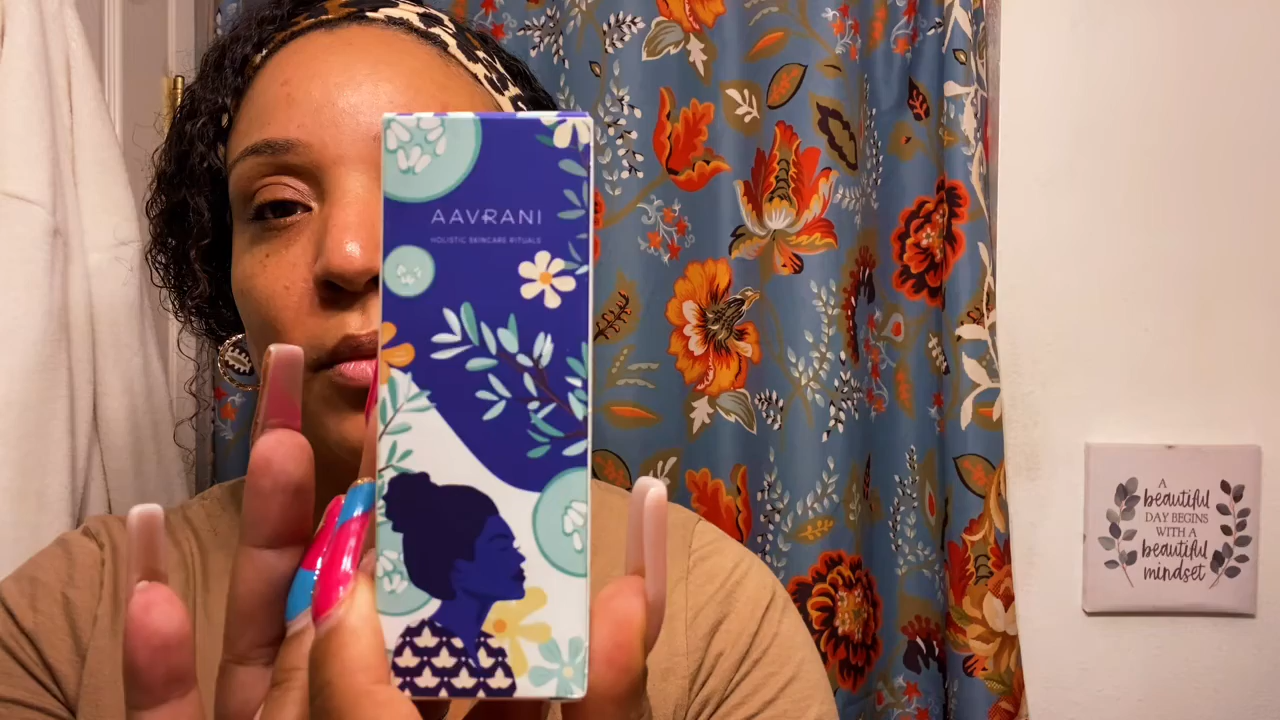 AAVRANI
HOLISTIC SKINCARE RITUALS
A
beautiful
DAY BEGINS
WITH A
beautiful
mindset